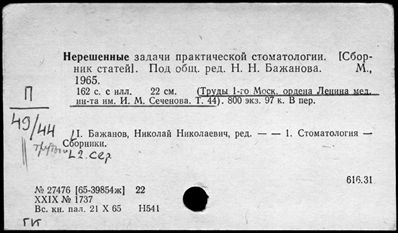 Нерешенные задачи практической стоматологии. [Сбор-
ник статей]. Под общ. ред. Н. Н. Бажанова. М.,
1965.
162 с. с илл. 22 см. (Труды 1-го Моск. ордена Ленина мед.
ин-та им. И. М. Сеченова. Т. 44). 800 экз. 97 к. В пер.
П
49/44
I. Бажанов, Николай Николаевич, ред. — — 1. Стоматология —
Сборники.
L2.сер.
616.31
№ 27476 [65-39854ж] 22
XXIX № 1737
Вс. кн. пал. 21 X 65 Н541
ГК